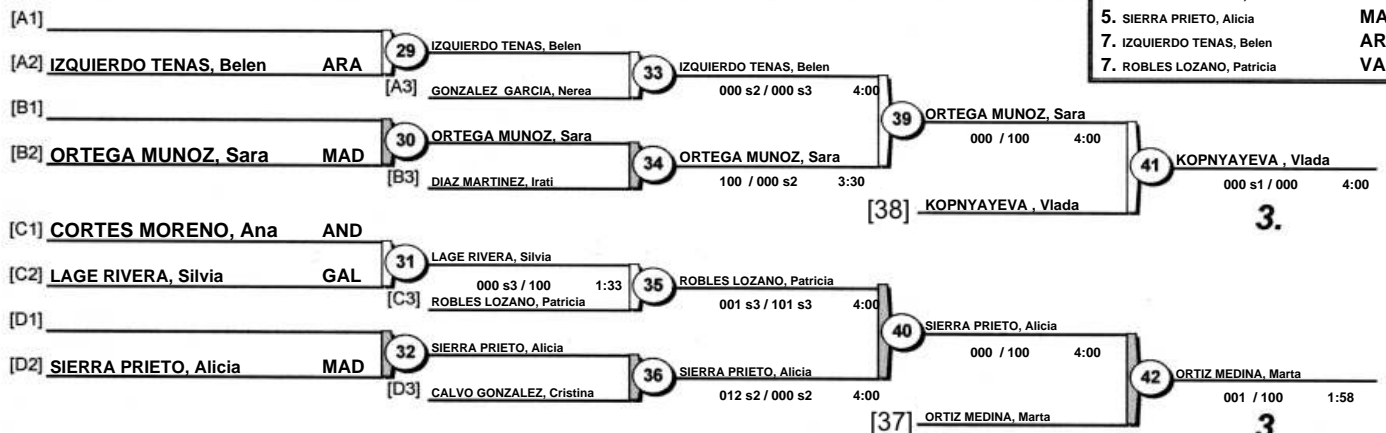 5. SIERRA PRIETO, Alicia MA
7. IZQUIERDO TENAS, Belen AR
7. ROBLES LOZANO, Patricia VA
[A1]
[A2] IZQUIERDO TENAS, Belen ARA
29
IZQUIERDO TENAS, Belen
[A3] GONZALEZ GARCIA, Nerea
33
IZQUIERDO TENAS, Belen
000 s2 / 000 s3 4:00
[B1]
[B2] ORTEGA MUNOZ, Sara MAD
30
ORTEGA MUNOZ, Sara
[B3] DIAZ MARTINEZ, Irati
34
ORTEGA MUNOZ, Sara
100 / 000 s2 3:30
39
ORTEGA MUNOZ, Sara
000 / 100 4:00
[38] KOPNYAYEVA , Vlada
41
KOPNYAYEVA , Vlada
000 s1 / 000 4:00
3.
[C1] CORTES MORENO, Ana AND
[C2] LAGE RIVERA, Silvia GAL
31
LAGE RIVERA, Silvia
000 s3 / 100 1:33
[C3] ROBLES LOZANO, Patricia
35
ROBLES LOZANO, Patricia
001 s3 / 101 s3 4:00
[D1]
[D2] SIERRA PRIETO, Alicia MAD
32
SIERRA PRIETO, Alicia
[D3] CALVO GONZALEZ, Cristina
36
SIERRA PRIETO, Alicia
012 s2 / 000 s2 4:00
40
SIERRA PRIETO, Alicia
000 / 100 4:00
[37] ORTIZ MEDINA, Marta
42
ORTIZ MEDINA, Marta
001 / 100 1:58
3